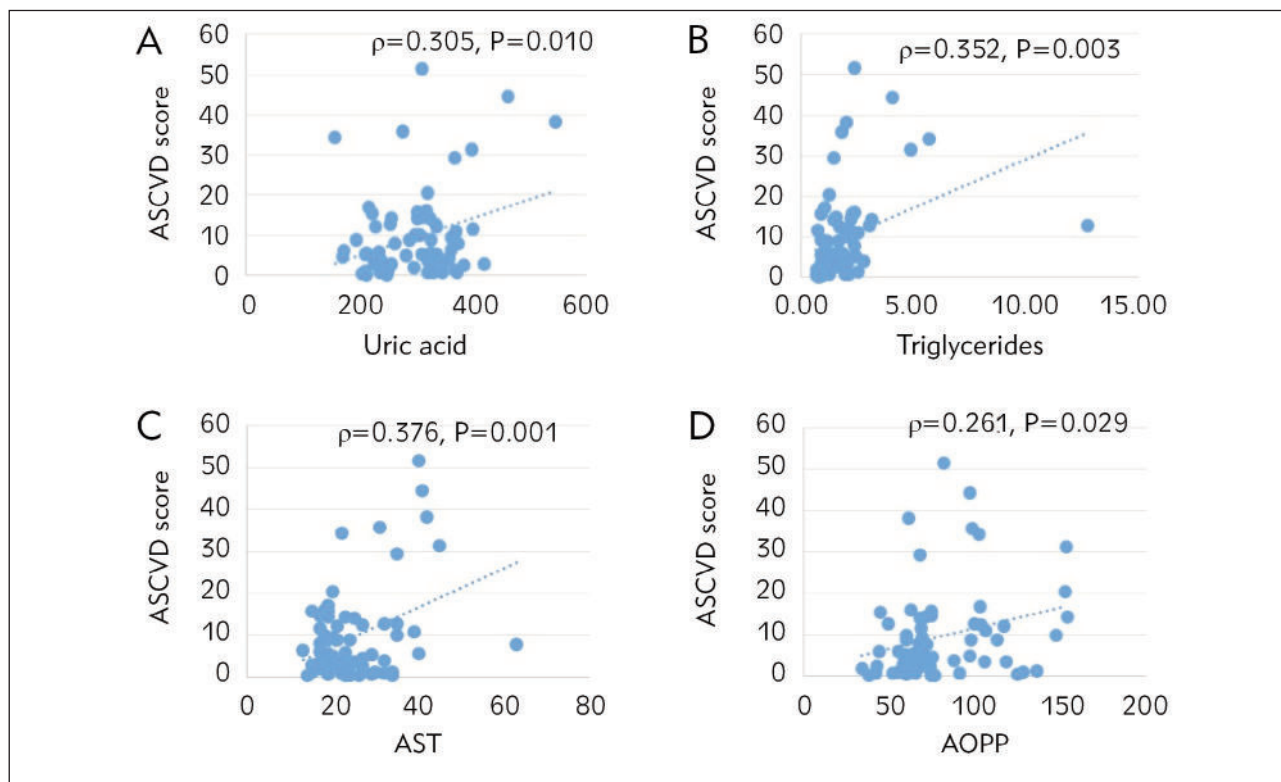 A
ρ=0.305, P=0.010
ASCVD score
60
50
40
30
20
10
0
0 200 400 600
Uric acid
B
ρ=0.352, P=0.003
ASCVD score
60
50
40
30
20
10
0
0.00 5.00 10.00 15.00
Triglycerides
C
ρ=0.376, P=0.001
ASCVD score
60
50
40
30
20
10
0
0 20 40 60 80
AST
D
ρ=0.261, P=0.029
ASCVD score
60
50
40
30
20
10
0
0 50 100 150 200
AOPP